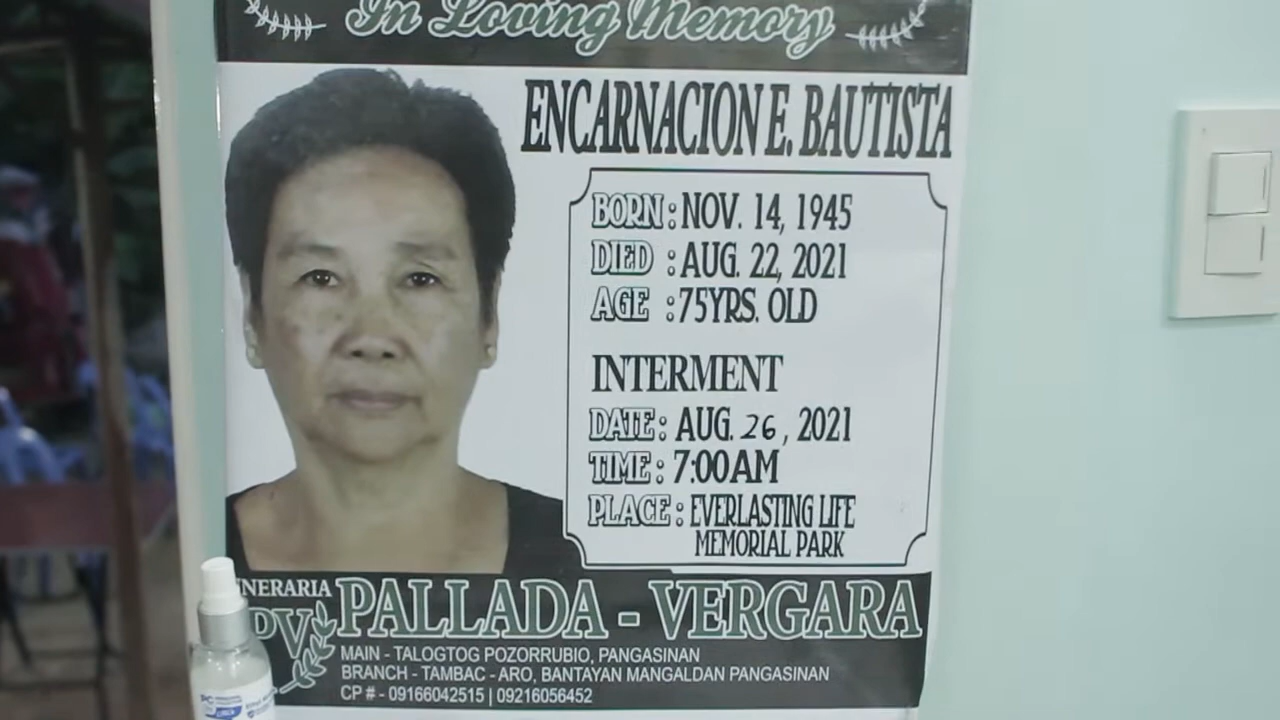 In Loving Memory
ENCARNACION E. BAUTISTA
BORN : NOV. 14, 1945
DIED : AUG. 22, 2021
AGE : 75YRS. OLD
INTERMENT
DATE : AUG. 26, 2021
TIME : 7:00AM
PLACE : EVERLASTING LIFE
MEMORIAL PARK
NERARIA
PV
PALLADA - VERGARA
MAIN - TALOGTOG POZORRUBIO, PANGASINAN
BRANCH - TAMBAC - ARO, BANTAYAN MANGALDAN PANGASINAN
CP # - 09166042515 | 09216056452